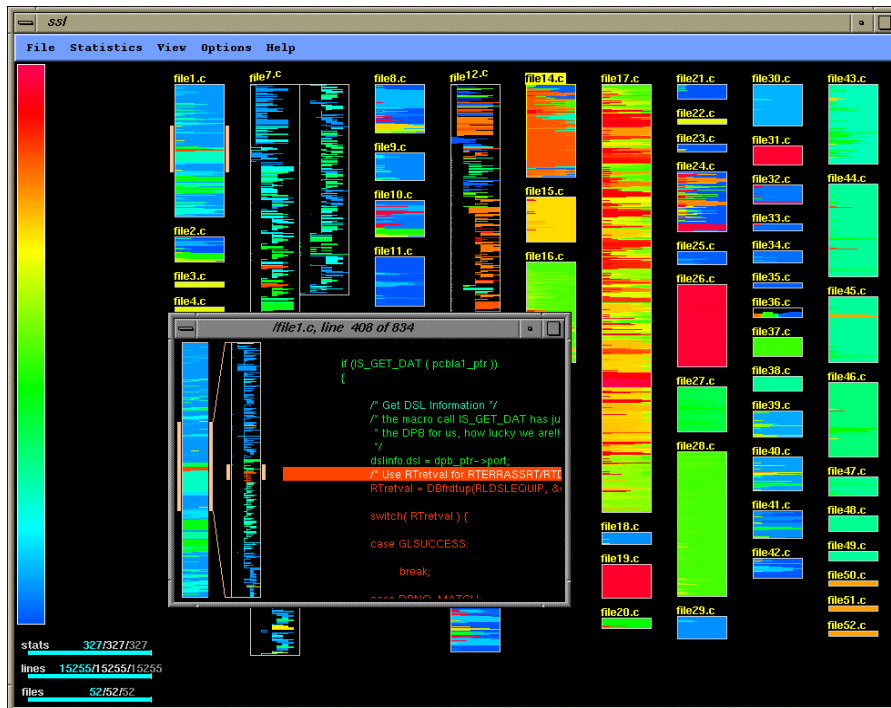 ssl
File Statistics View Options Help
file1.c
file2.c
file3.c
file4.c
file7.c
file8.c
file9.c
file10.c
file11.c
file12.c
file14.c
file15.c
file16.c
file17.c
file18.c
file19.c
file20.c
file21.c
file22.c
file23.c
file24.c
file25.c
file26.c
file27.c
file28.c
file29.c
file30.c
file31.c
file32.c
file33.c
file34.c
file35.c
file36.c
file37.c
file38.c
file39.c
file40.c
file41.c
file42.c
file43.c
file44.c
file45.c
file46.c
file47.c
file48.c
file49.c
file50.c
file51.c
file52.c
/file1.c, line 408 of 834
if (IS_GET_DAT ( pcbla1_ptr ))
{
/* Get DSL Information */
/* the macro call IS_GET_DAT has ju
* the DPB for us, how lucky we are!!
*/
dslinfo.dsl = dpb_ptr->port;
/* Use RTretval for RTERRASSRT/RTD
RTretval = DBfrdtup(RLDSLEQUIP, &
switch( RTretval ) {
case GLSUCCESS:
break;
case DBNO_MATCH:
stats 327/327/327
lines 15255/15255/15255
files 52/52/52